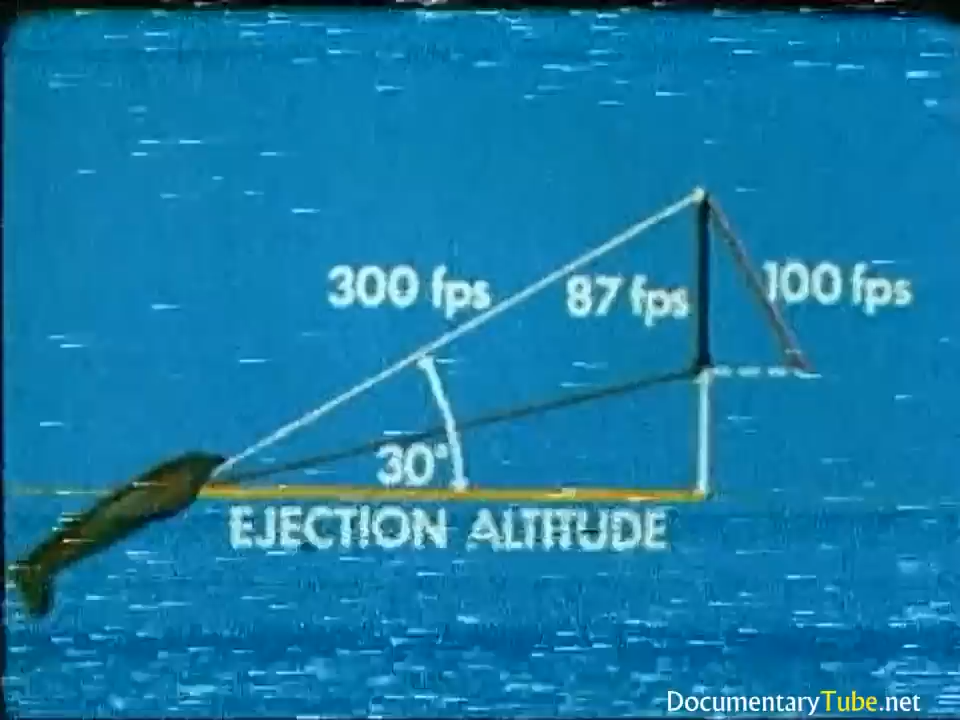 300 fps
87 fps
100 fps
30°
EJECTION ALTITUDE
DocumentaryTube.net